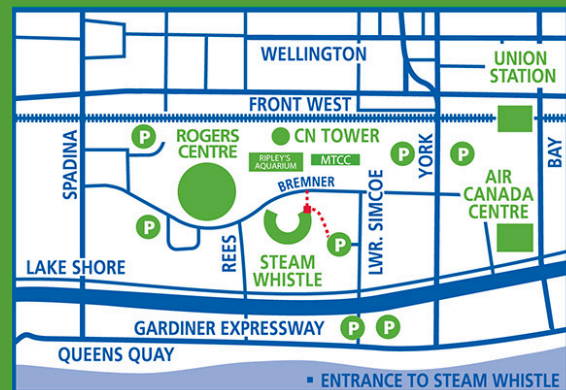 WELLINGTON
UNION
STATION
FRONT WEST
SPADINA
P
ROGERS
CENTRE
CN TOWER
RIPLEY'S
AQUARIUM
MTCC
P
YORK
P
BAY
BREMNER
AIR
CANADA
CENTRE
P
REES
STEAM
WHISTLE
P
LWR. SIMCOE
LAKE SHORE
GARDINER EXPRESSWAY
P
P
QUEENS QUAY
ENTRANCE TO STEAM WHISTLE